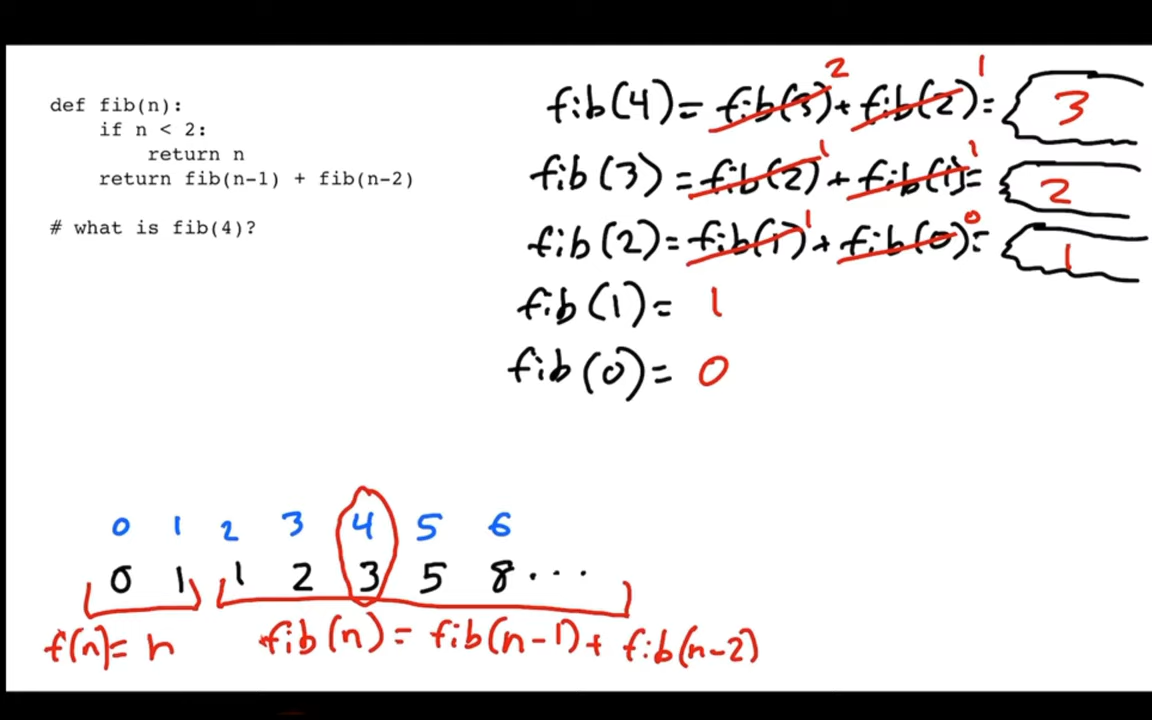 def fib(n):
    if n < 2:
        return n
    return fib(n-1) + fib(n-2)
# what is fib(4)?
fib(4) = fib(3) 2 + fib(2) 1 = 3
fib(3) = fib(2) 1 + fib(1) 1 = 2
fib(2) = fib(1) 1 + fib(0) 0 = 1
fib(1) = 1
fib(0) = 0
0 1 2 3 4 5 6
0 1 1 2 3 5 8 ...
f(n) = n
fib(n) = fib(n-1) + fib(n-2)